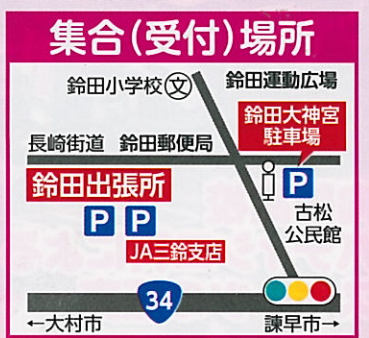 集合(受付)場所
鈴田小学校 文
鈴田運動広場
鈴田大神宮
駐車場
長崎街道 鈴田郵便局
鈴田出張所
P P
P
古松
公民館
JA三鈴支店
34
←大村市
諫早市→